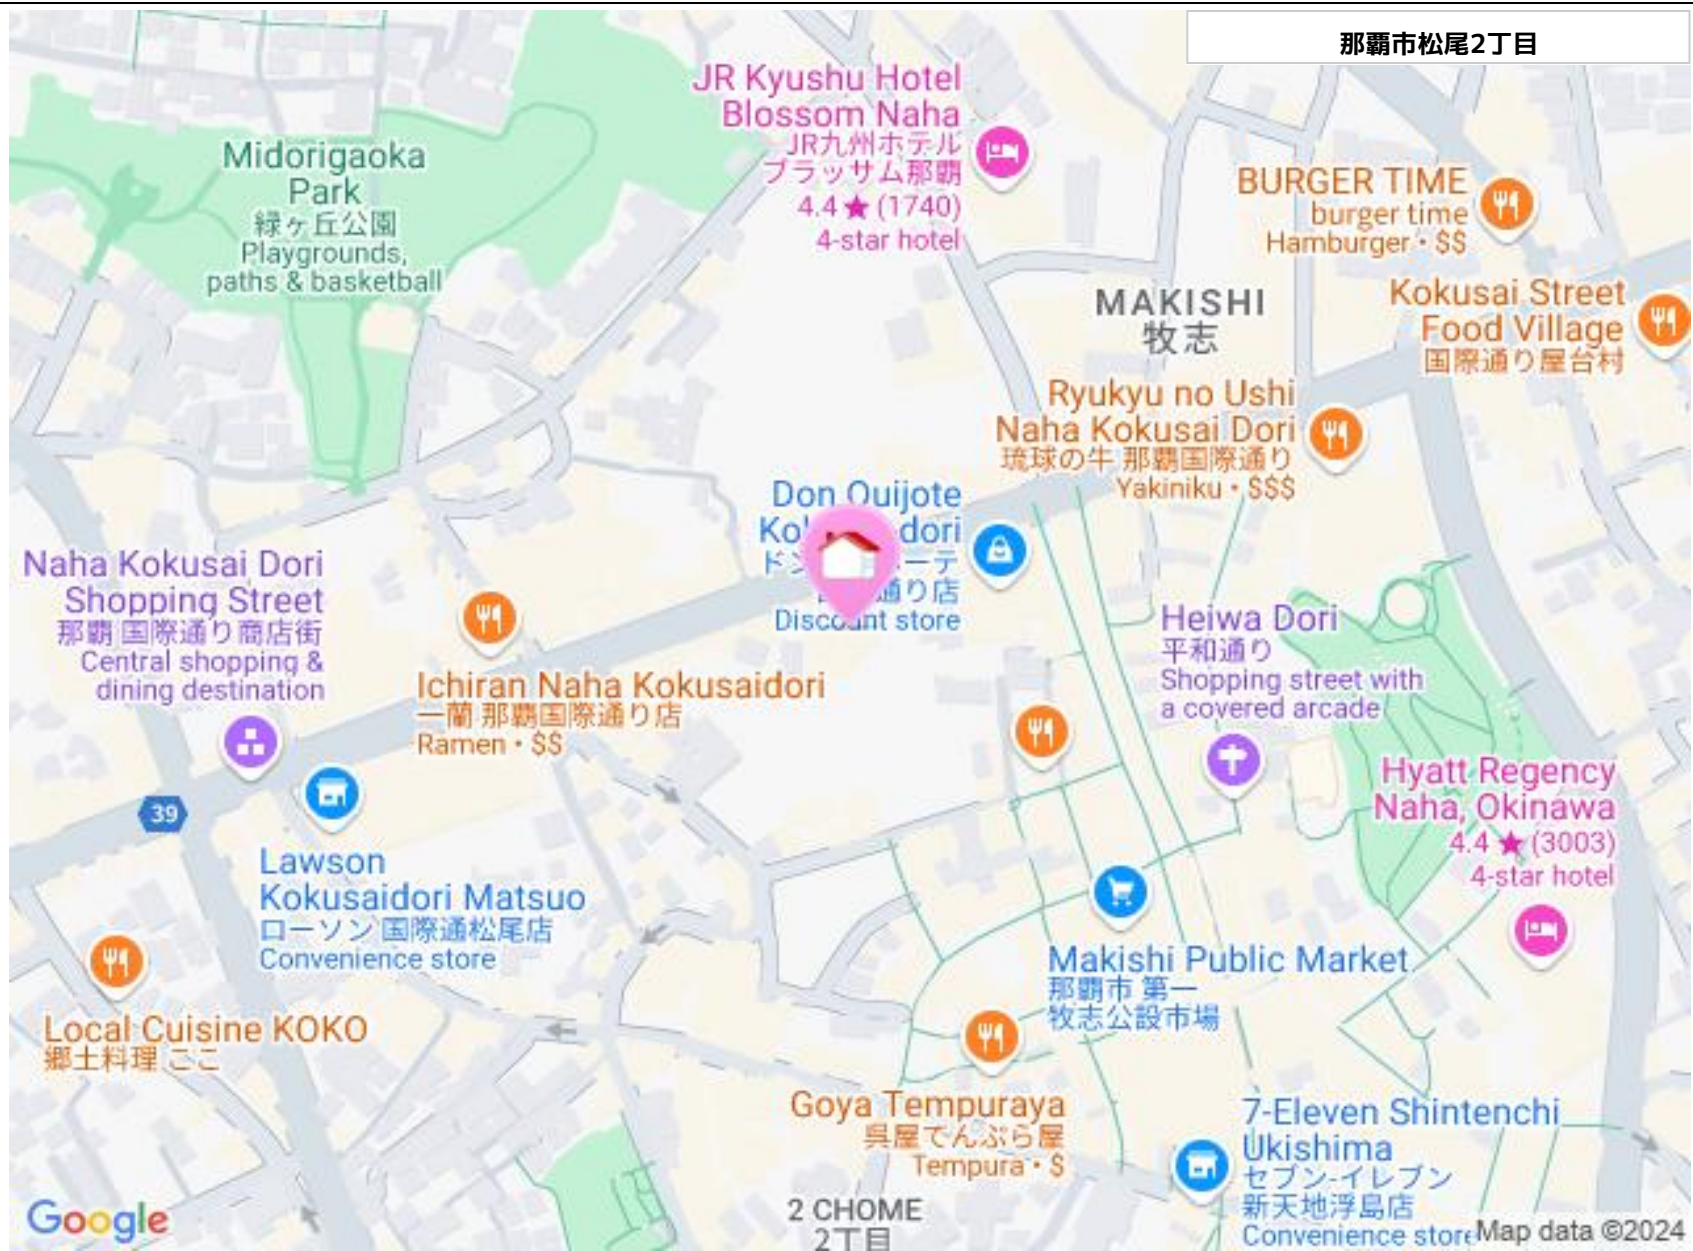 那覇市松尾2丁目
JR Kyushu Hotel
Blossom Naha
JR九州ホテル
ブラッサム那覇
4.4★(1740)
4-star hotel
Midorigaoka
Park
緑ヶ丘公園
Playgrounds,
paths & basketball
BURGER TIME
burger time
Hamburger • $$
Kokusai Street
Food Village
国際通り屋台村
MAKISHI
牧志
Ryukyu no Ushi
Naha Kokusai Dori
琉球の牛 那覇国際通り
Yakiniku • $$$
Don Quijote
通り店
Discount store
Naha Kokusai Dori
Shopping Street
那覇 国際通り商店街
Central shopping &
dining destination
Heiwa Dori
平和通り
Shopping street with
a covered arcade
Ichiran Naha Kokusaidori
一蘭 那覇国際通り店
Ramen • $$
39
Hyatt Regency
Naha, Okinawa
4.4★(3003)
4-star hotel
Lawson
Kokusaidori Matsuo
ローソン 国際通松尾店
Convenience store
Makishi Public Market
那覇市 第一
牧志公設市場
Local Cuisine KOKO
郷土料理 ここ
Goya Tempuraya
呉屋てんぷら屋
Tempura • $
7-Eleven Shintenchi
Ukishima
セブン-イレブン
新天地浮島店
Convenience store
2 CHOME
2丁目
Google
Map data ©2024